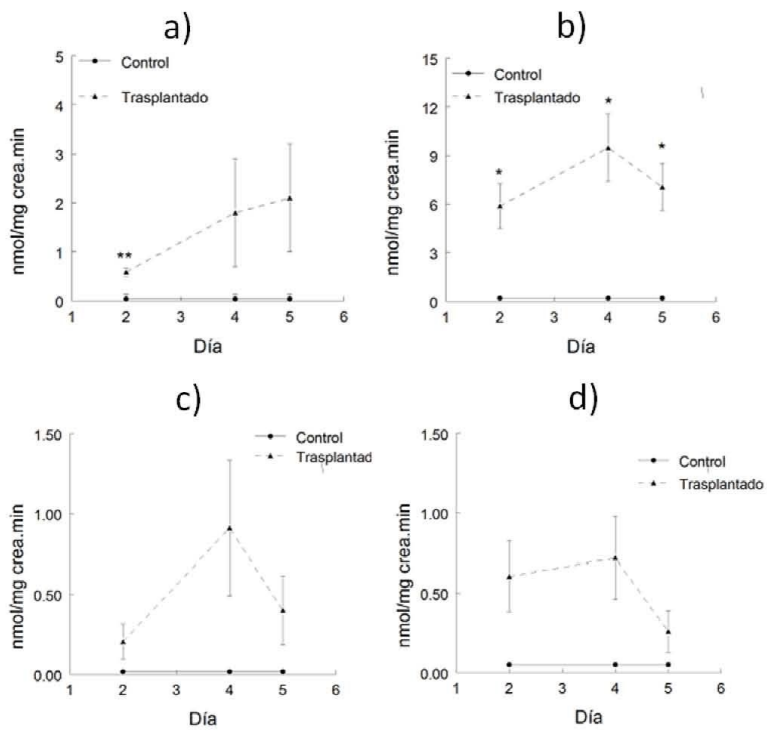 a)
Control
Trasplantado
nmol/mg crea.min
5
4
3
2
1
0
**
1 2 3 4 5 6
Día
b)
Control
Trasplantado
nmol/mg crea.min
15
12
9
6
3
0
* * *
1 2 3 4 5 6
Día
c)
Control
Trasplantad
nmol/mg crea.min
1.50
1.00
0.50
0.00
1 2 3 4 5 6
Día
d)
Control
Trasplantado
nmol/mg crea.min
1.50
1.00
0.50
0.00
1 2 3 4 5 6
Día